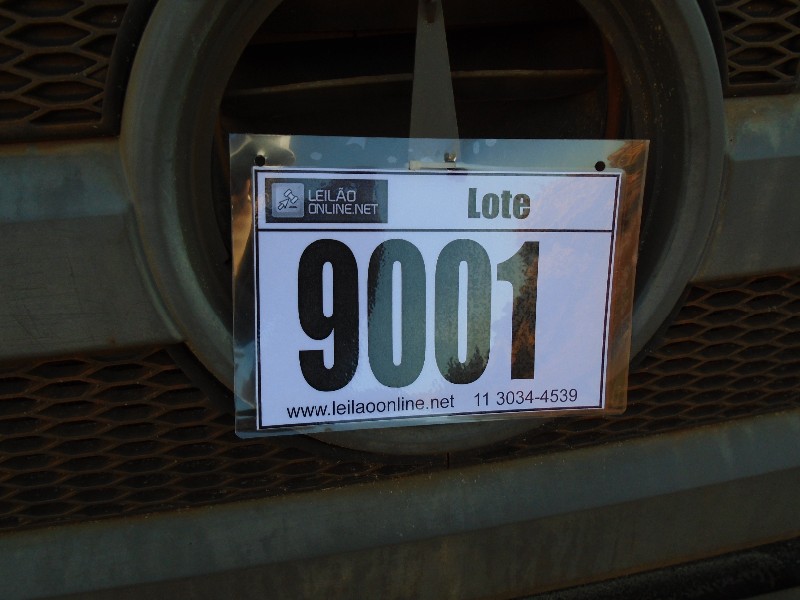 LEILÃO
ONLINE.NET
Lote
9001
www.leilaoonline.net 11 3034-4539